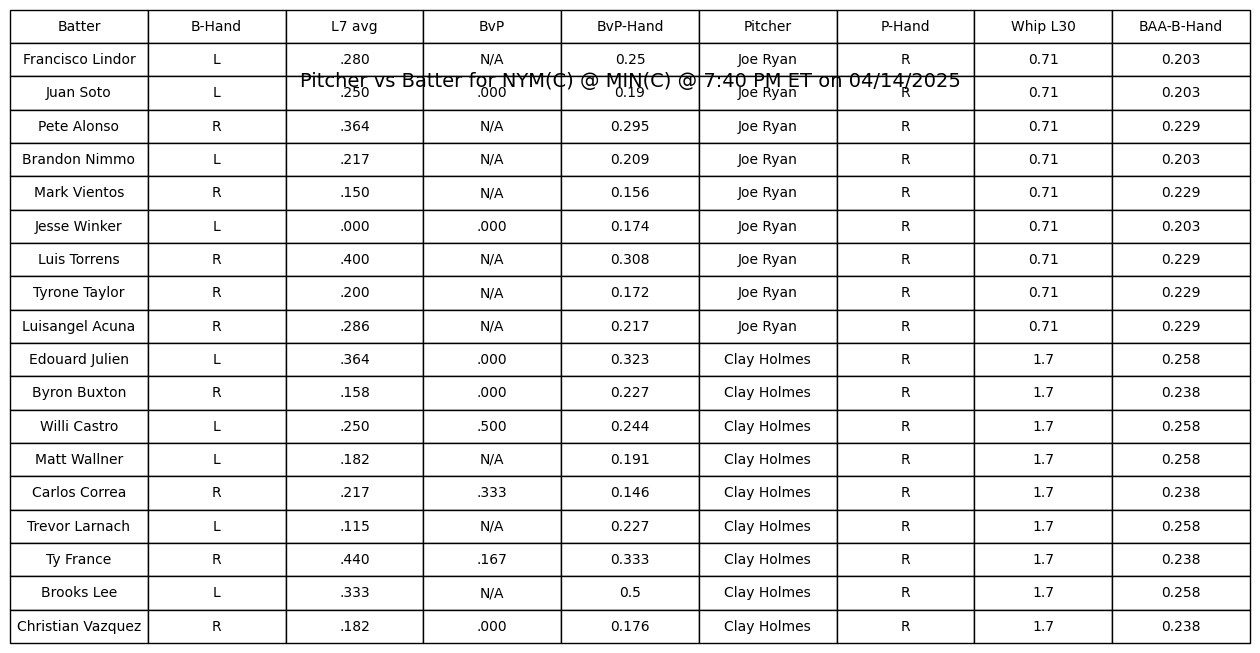 Batter B-Hand L7 avg BvP BvP-Hand Pitcher P-Hand Whip L30 BAA-B-Hand
Francisco Lindor L .280 N/A 0.25 Joe Ryan R 0.71 0.203
Pitcher vs Batter for NYM(C) @ MIN(C) @ 7:40 PM ET on 04/14/2025
Juan Soto L .250 .000 0.19 Joe Ryan R 0.71 0.203
Pete Alonso R .364 N/A 0.295 Joe Ryan R 0.71 0.229
Brandon Nimmo L .217 N/A 0.209 Joe Ryan R 0.71 0.203
Mark Vientos R .150 N/A 0.156 Joe Ryan R 0.71 0.229
Jesse Winker L .000 .000 0.174 Joe Ryan R 0.71 0.203
Luis Torrens R .400 N/A 0.308 Joe Ryan R 0.71 0.229
Tyrone Taylor R .200 N/A 0.172 Joe Ryan R 0.71 0.229
Luisangel Acuna R .286 N/A 0.217 Joe Ryan R 0.71 0.229
Edouard Julien L .364 .000 0.323 Clay Holmes R 1.7 0.258
Byron Buxton R .158 .000 0.227 Clay Holmes R 1.7 0.238
Willi Castro L .250 .500 0.244 Clay Holmes R 1.7 0.258
Matt Wallner L .182 N/A 0.191 Clay Holmes R 1.7 0.258
Carlos Correa R .217 .333 0.146 Clay Holmes R 1.7 0.238
Trevor Larnach L .115 N/A 0.227 Clay Holmes R 1.7 0.258
Ty France R .440 .167 0.333 Clay Holmes R 1.7 0.238
Brooks Lee L .333 N/A 0.5 Clay Holmes R 1.7 0.258
Christian Vazquez R .182 .000 0.176 Clay Holmes R 1.7 0.238